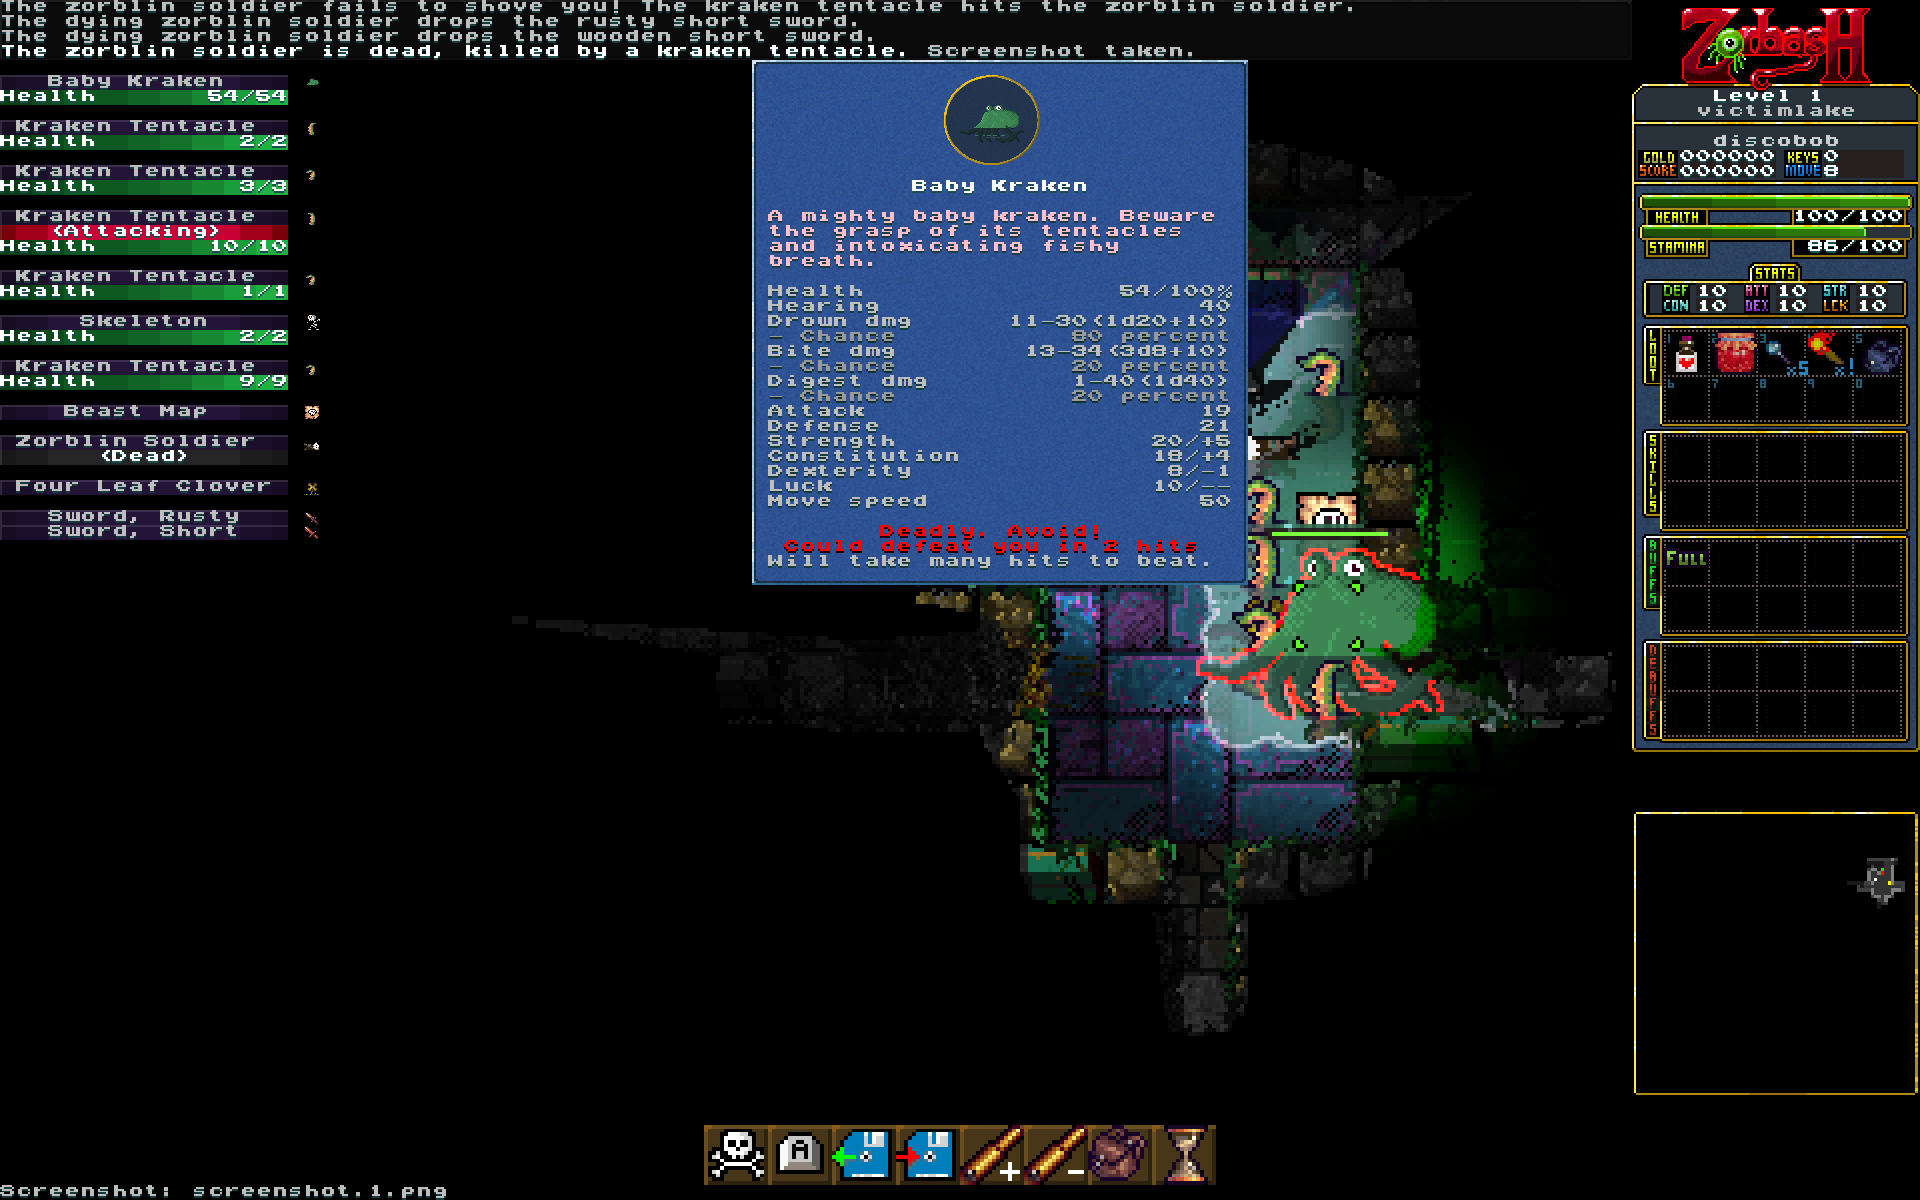 The zorblin soldier fails to shove you! The kraken tentacle hits the zorblin soldier.
The dying zorblin soldier drops the rusty short sword.
The dying zorblin soldier drops the wooden short sword.
The zorblin soldier is dead, killed by a kraken tentacle. Screenshot taken.
Baby Kraken
Health 54/54
Kraken Tentacle
Health 2/2
Kraken Tentacle
Health 3/3
Kraken Tentacle
(Attacking)
Health 10/10
Kraken Tentacle
Health 1/1
Skeleton
Health 2/2
Kraken Tentacle
Health 9/9
Beast Map
Zorblin Soldier
(Dead)
Four Leaf Clover
Sword, Rusty
Sword, Short
Baby Kraken
A mighty baby kraken. Beware
the grasp of its tentacles
and intoxicating fishy
breath.
Health 54/100%
Hearing 40
Drown dmg 11-30(1d20+10)
- Chance 80 percent
Bite dmg 13-34(3d8+10)
- Chance 20 percent
Digest dmg 1-40(1d40)
- Chance 20 percent
Attack 19
Defense 21
Strength 20/+5
Constitution 18/+4
Dexterity 8/-1
Luck 10/--
Move speed 50
Deadly. Avoid!
Could defeat you in 2 hits
Will take many hits to beat.
ZorbasH
Level 1
victimlake
discobob
GOLD 000000 KEYS 0
SCORE 000000 MOVE 8
HEALTH 100/100
STAMINA 86/100
STATS
DEF 10 ATT 10 STR 10
CON 10 DEX 10 LCK 10
LOOT
1 5
x5 x1
6 7 8 9 0
SKILLS
BUFFS
FULL
DEBUFFS
A
+ -
Screenshot: screenshot.1.png